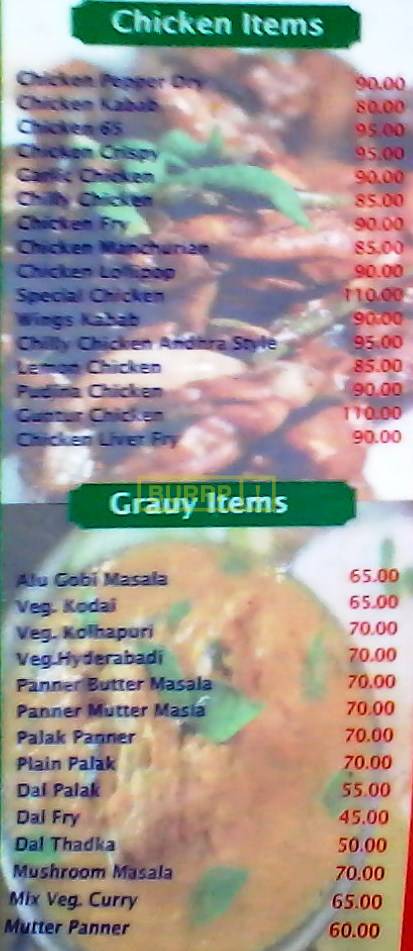 Chicken Items
Chicken Pepper Dry 90.00
Chicken Kabab 80.00
Chicken 65 95.00
Chicken Crispy 95.00
Garlic Chicken 90.00
Chilly Chicken 85.00
Chicken Fry 90.00
Chicken Manchurian 85.00
Chicken Lollipop 90.00
Special Chicken 110.00
Wings Kabab 90.00
Chilly Chicken Andhra Style 95.00
Lemon Chicken 85.00
Pudina Chicken 90.00
Guntur Chicken 110.00
Chicken Liver Fry 90.00
BURRP!
Grauy Items
Alu Gobi Masala 65.00
Veg. Kodai 65.00
Veg. Kolhapuri 70.00
Veg.Hyderabadi 70.00
Panner Butter Masala 70.00
Panner Mutter Masla 70.00
Palak Panner 70.00
Plain Palak 70.00
Dal Palak 55.00
Dal Fry 45.00
Dal Thadka 50.00
Mushroom Masala 70.00
Mix Veg. Curry 65.00
Mutter Panner 60.00